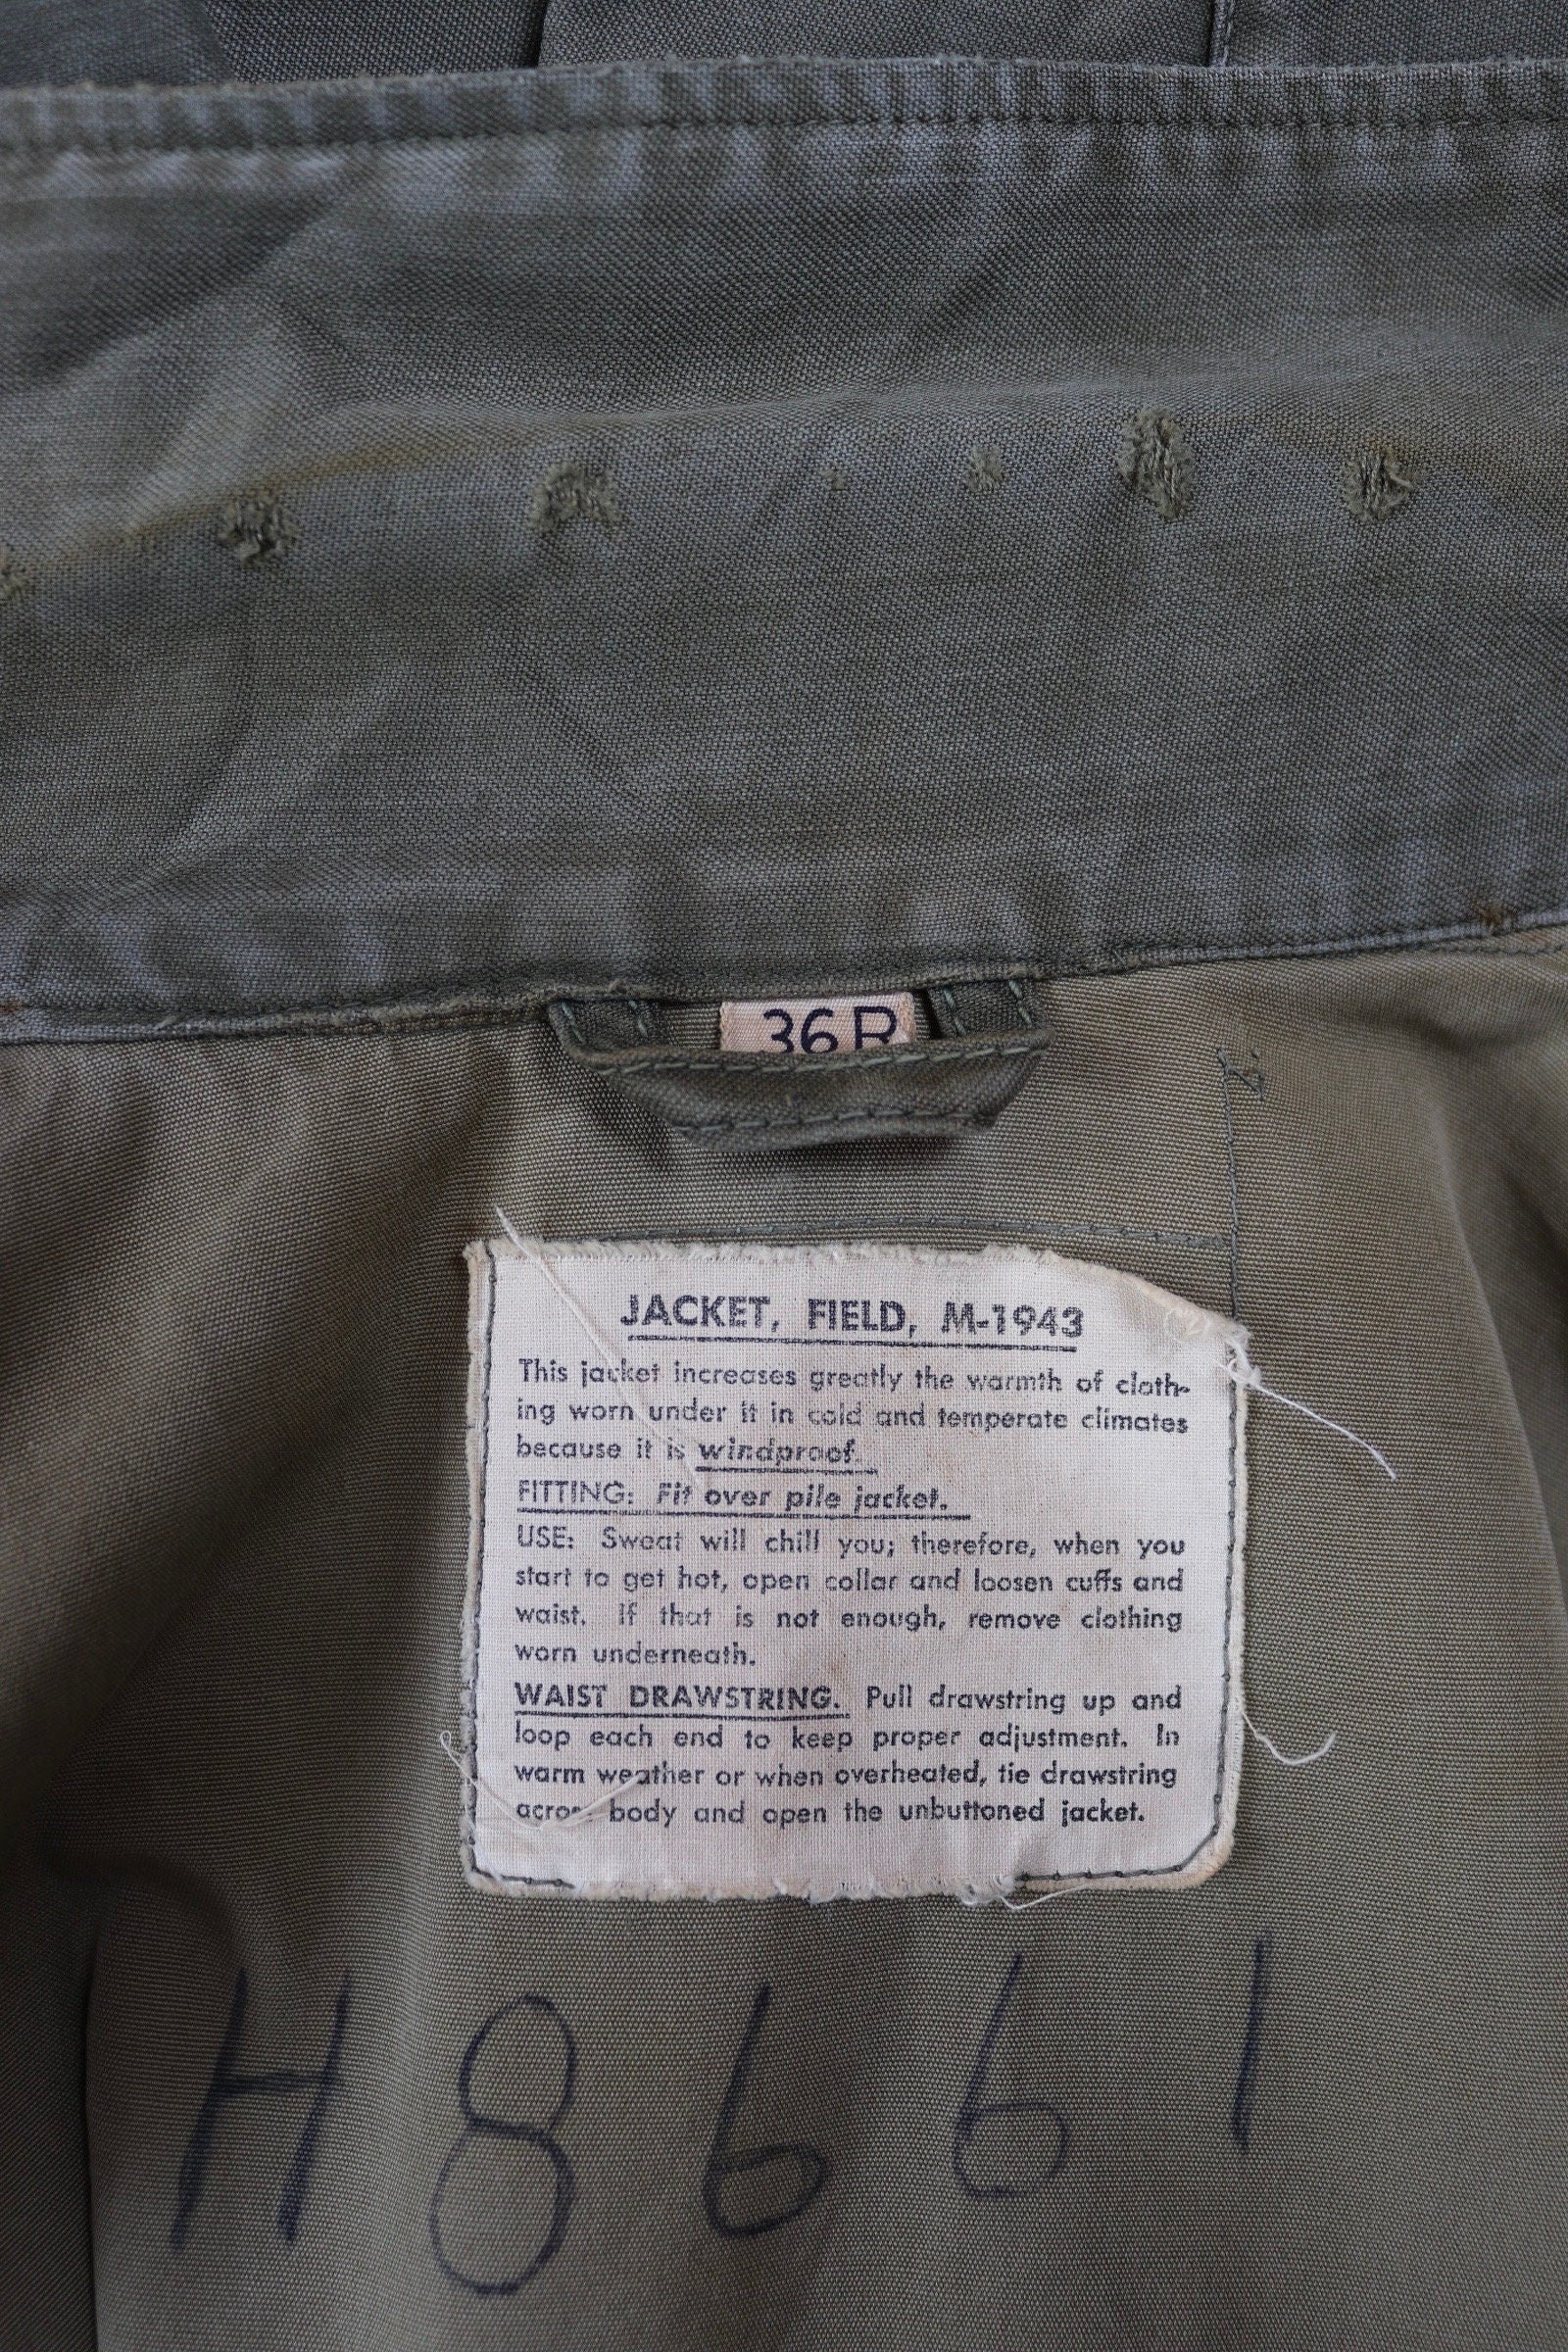 36R
JACKET, FIELD, M-1943
This jacket increases greatly the warmth of cloth-
ing worn under it in cold and temperate climates
because it is windproof.
FITTING: Fit over pile jacket.
USE: Sweat will chill you; therefore, when you
start to get hot, open collar and loosen cuffs and
waist. If that is not enough, remove clothing
worn underneath.
WAIST DRAWSTRING. Pull drawstring up and
loop each end to keep proper adjustment. In
warm weather or when overheated, tie drawstring
across body and open the unbuttoned jacket.
H8661